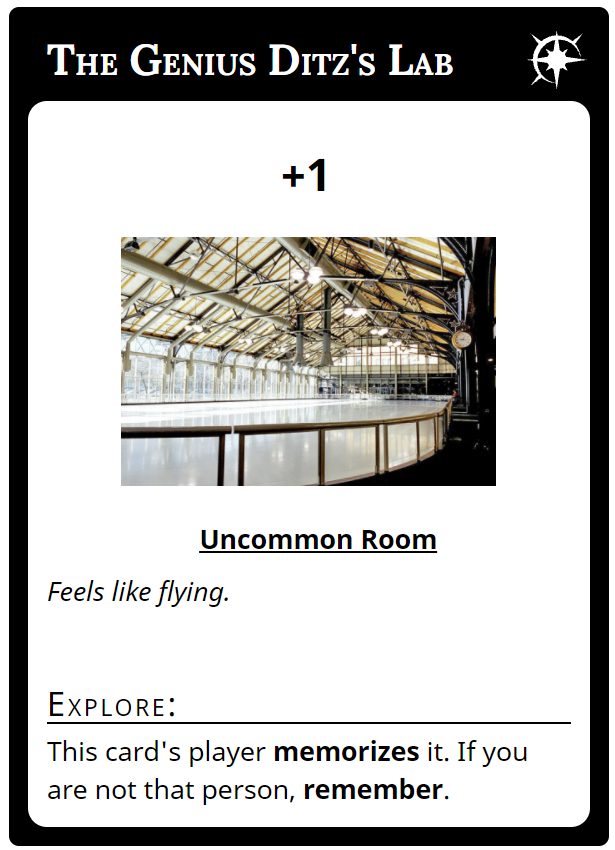 The Genius Ditz's Lab
+1
Uncommon Room
Feels like flying.
Explore:
This card's player memorizes it. If you
are not that person, remember.